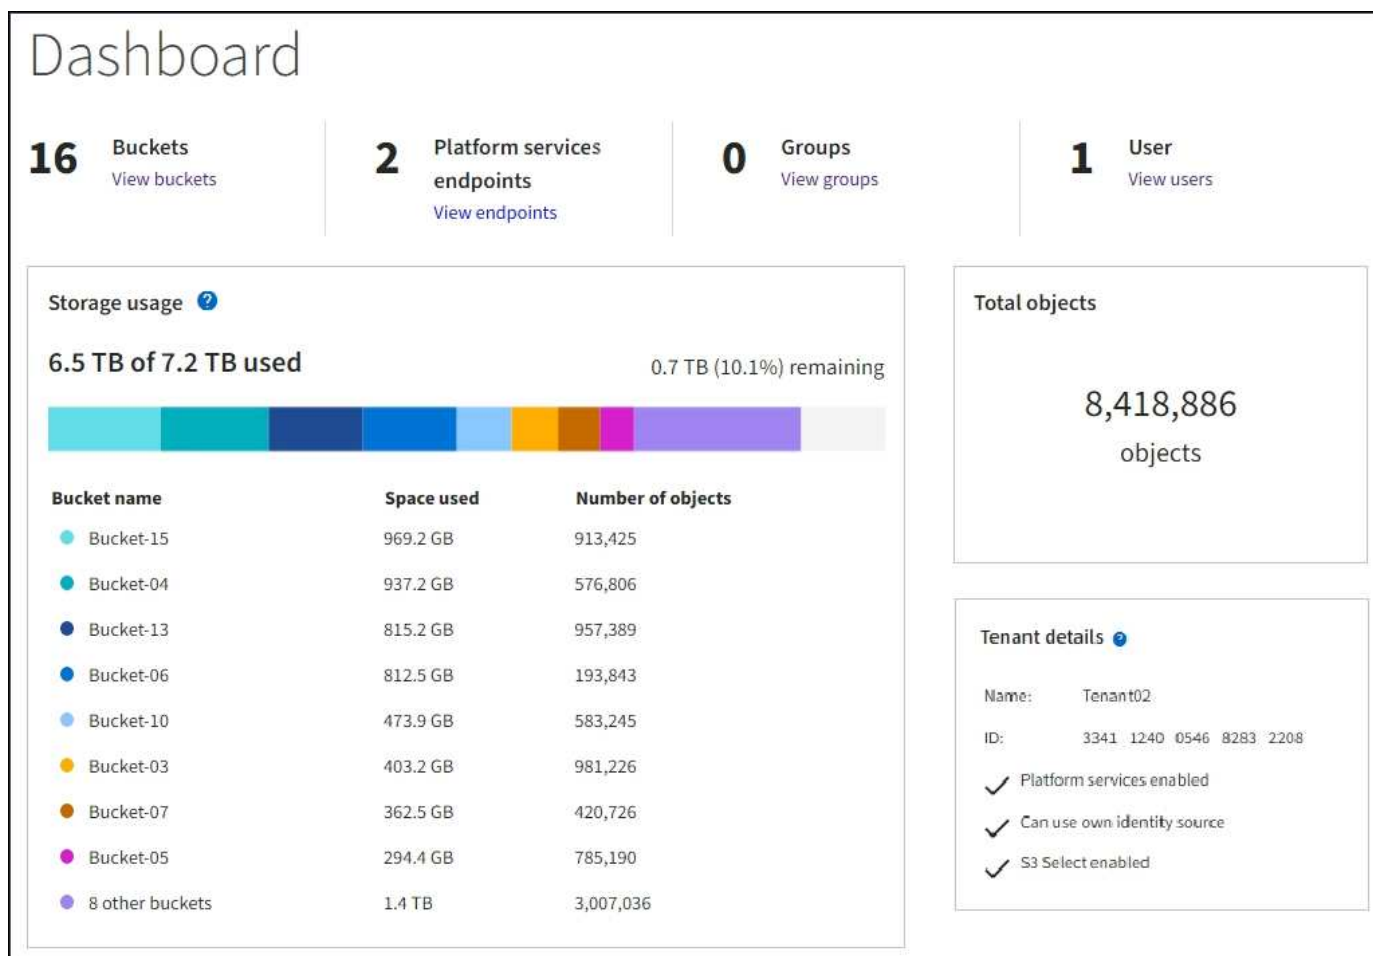 Dashboard
16 Buckets
View buckets
2 Platform services
endpoints
View endpoints
0 Groups
View groups
1 User
View users
Storage usage ?
6.5 TB of 7.2 TB used
0.7 TB (10.1%) remaining
Bucket name Space used Number of objects
Bucket-15 969.2 GB 913,425
Bucket-04 937.2 GB 576,806
Bucket-13 815.2 GB 957,389
Bucket-06 812.5 GB 193,843
Bucket-10 473.9 GB 583,245
Bucket-03 403.2 GB 981,226
Bucket-07 362.5 GB 420,726
Bucket-05 294.4 GB 785,190
8 other buckets 1.4 TB 3,007,036
Total objects
8,418,886
objects
Tenant details ?
Name: Tenant02
ID: 3341 1240 0546 8283 2208
Platform services enabled
Can use own identity source
S3 Select enabled